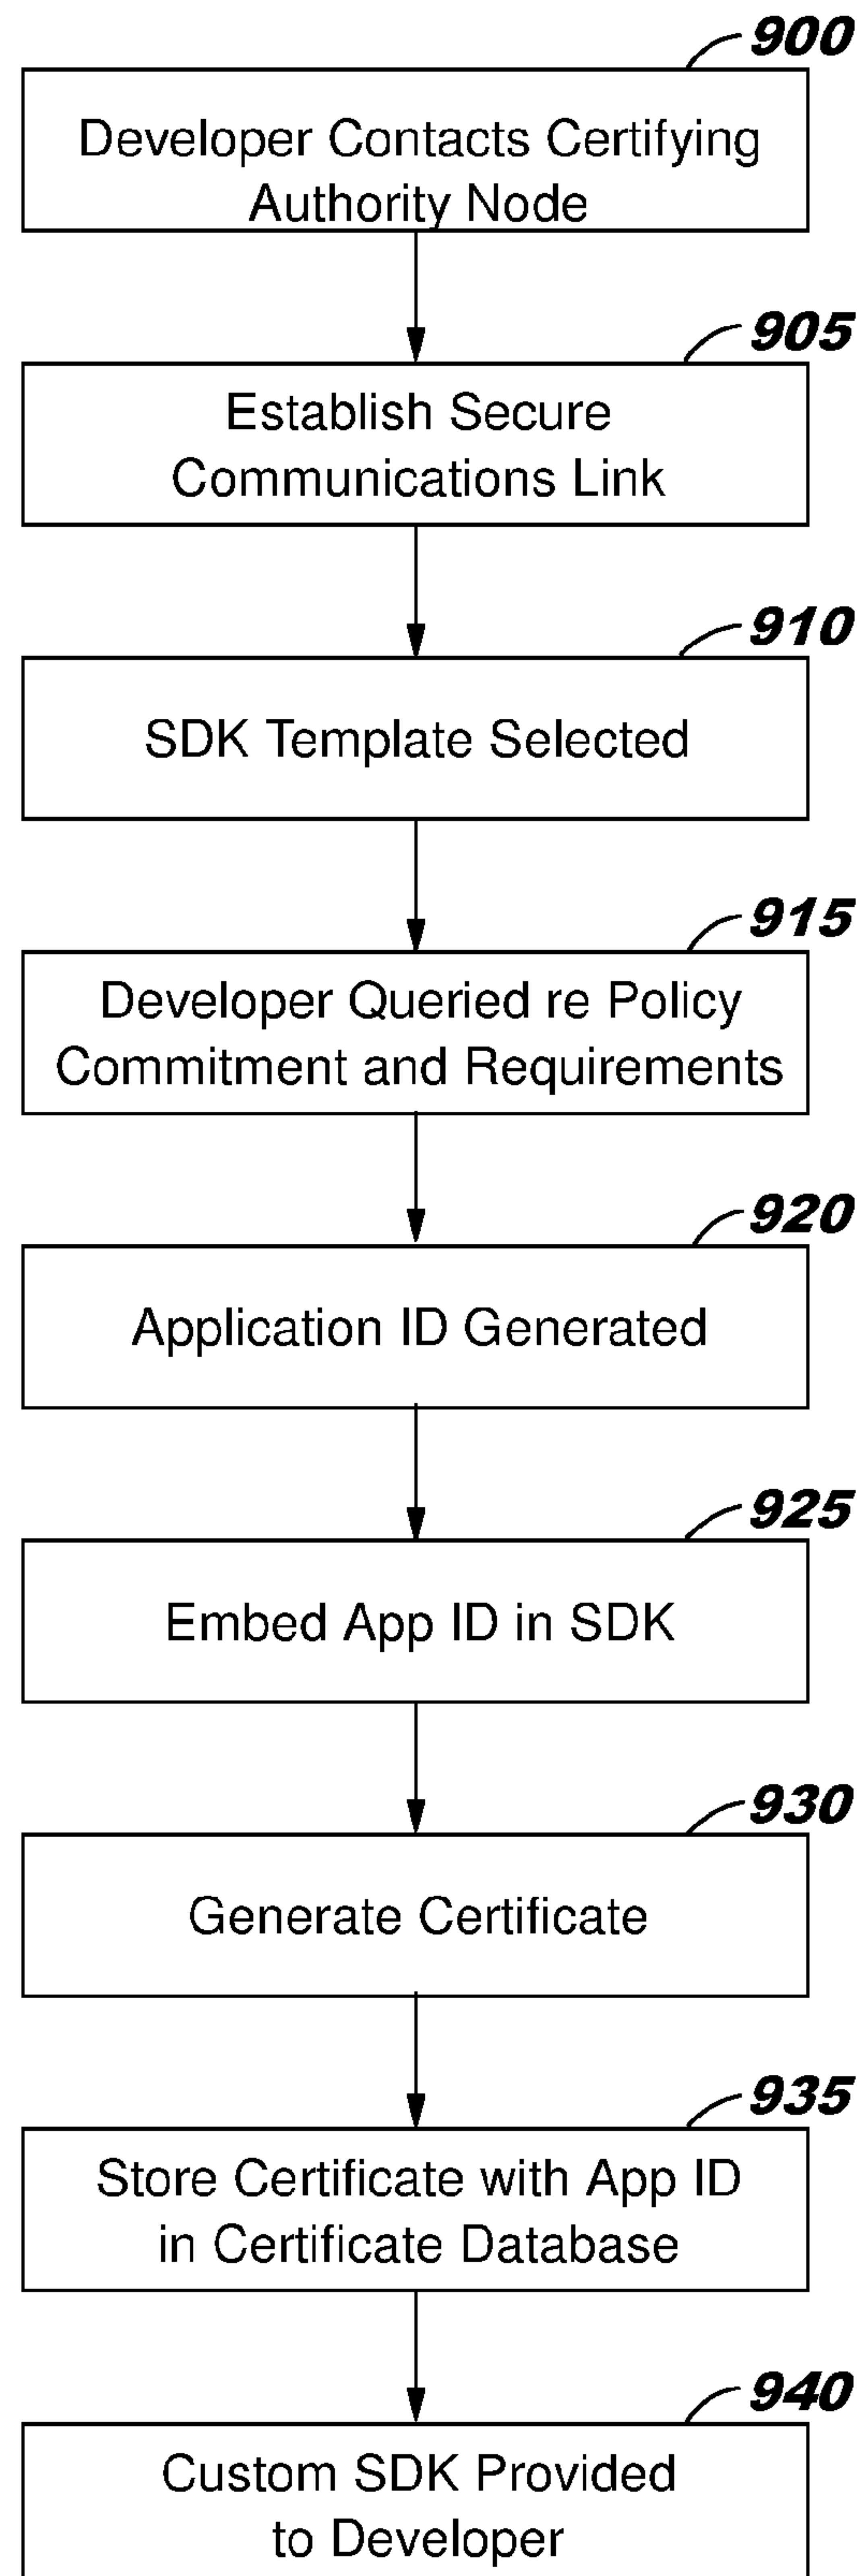 900
Developer Contacts Certifying
Authority Node
905
Establish Secure
Communications Link
910
SDK Template Selected
915
Developer Queried re Policy
Commitment and Requirements
920
Application ID Generated
925
Embed App ID in SDK
930
Generate Certificate
935
Store Certificate with App ID
in Certificate Database
940
Custom SDK Provided
to Developer